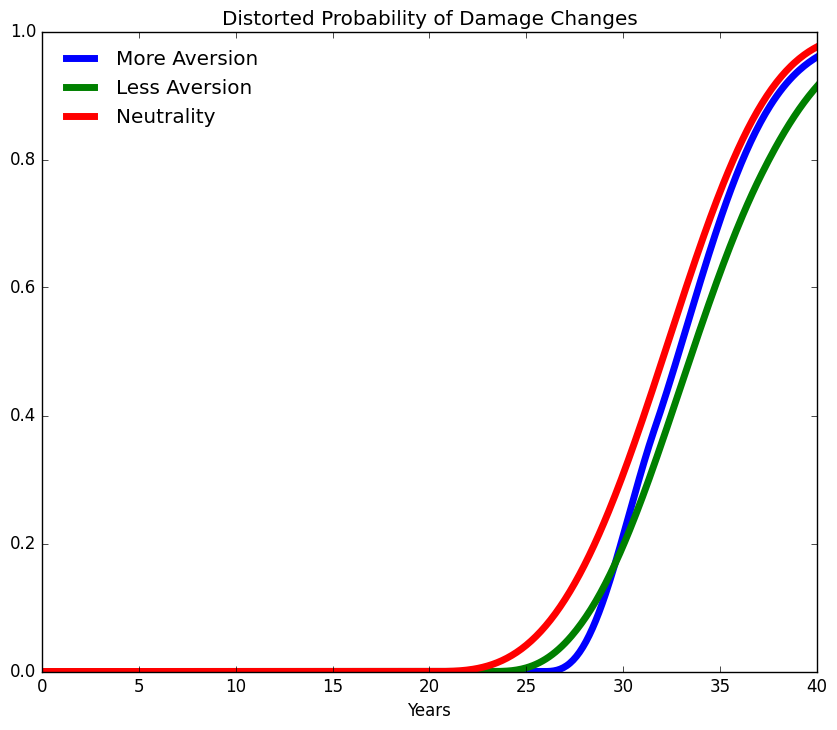 Distorted Probability of Damage Changes
1.0
More Aversion
Less Aversion
Neutrality
0.8
0.6
0.4
0.2
0.0
0 5 10 15 20 25 30 35 40
Years